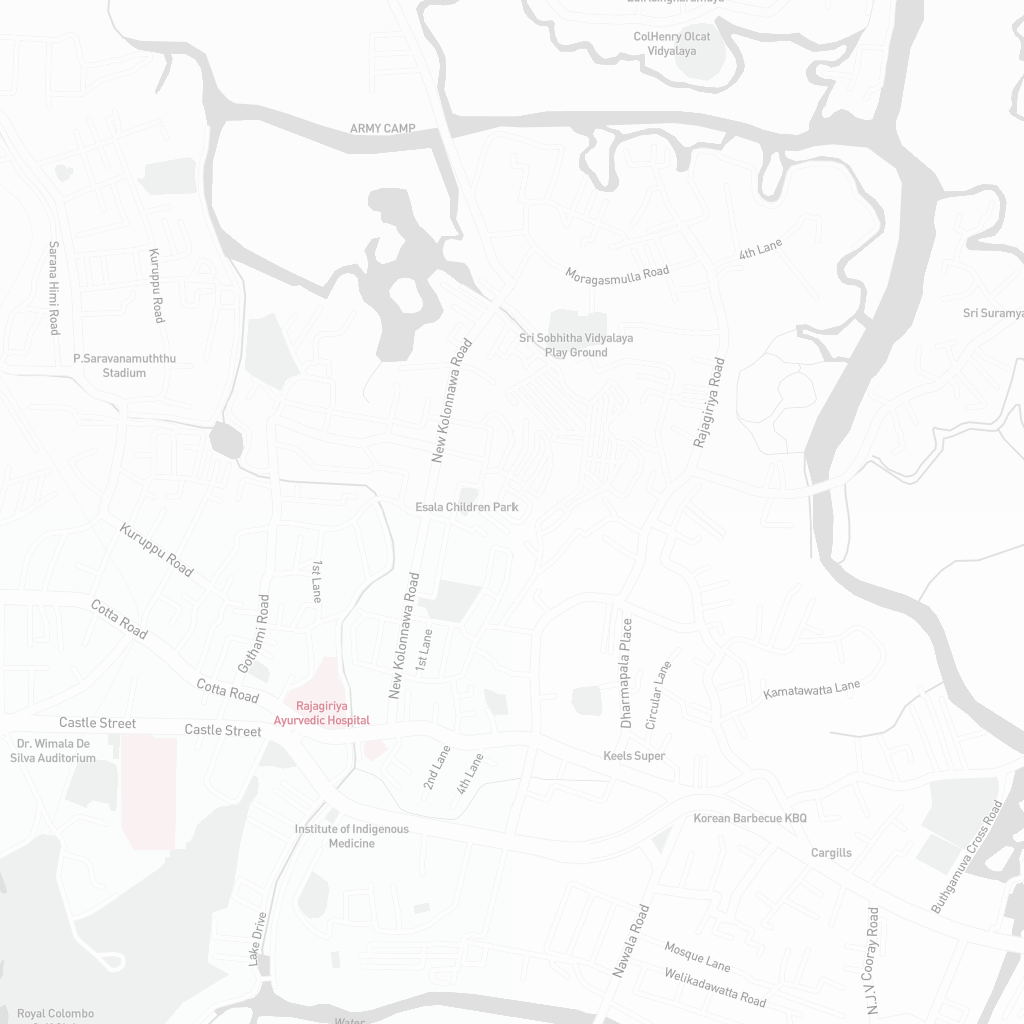 ColHenry Olcat
Vidyalaya
ARMY CAMP
Sarana Himi Road
Kuruppu Road
4th Lane
Moragasmulla Road
Sri Suramya
Sri Sobhitha Vidyalaya
Play Ground
P.Saravanamuththu
Stadium
New Kolonnawa Road
Rajagiriya Road
Esala Children Park
Kuruppu Road
1st Lane
Cotta Road
Gothami Road
New Kolonnawa Road
1st Lane
Dharmapala Place
Circular Lane
Kamatawatta Lane
Cotta Road
Rajagiriya
Ayurvedic Hospital
Castle Street
Castle Street
Dr. Wimala De
Silva Auditorium
2nd Lane
4th Lane
Keels Super
Institute of Indigenous
Medicine
Korean Barbecue KBQ
Cargills
Buthgamuva Cross Road
Lake Drive
Nawala Road
Mosque Lane
Welikadawatta Road
N.J.V Cooray Road
Royal Colombo
Water